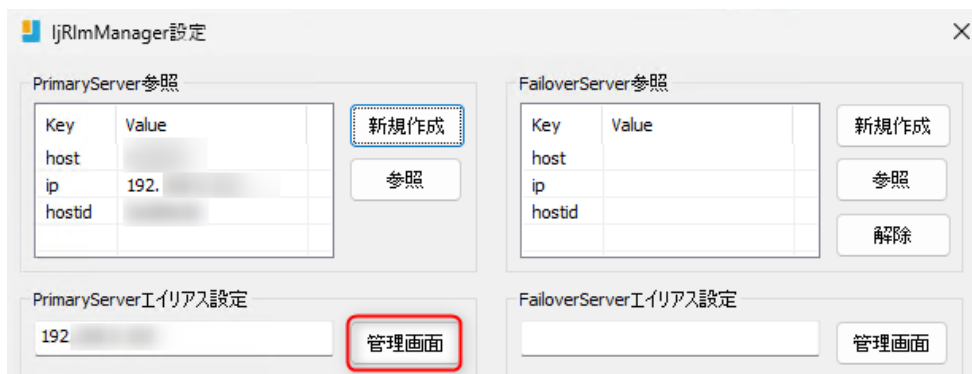 IjRlmManager設定
PrimaryServer参照
Key Value
host
ip 192.
hostid
新規作成
参照
FailoverServer参照
Key Value
host
ip
hostid
新規作成
参照
解除
PrimaryServerエイリアス設定
192
管理画面
FailoverServerエイリアス設定
管理画面